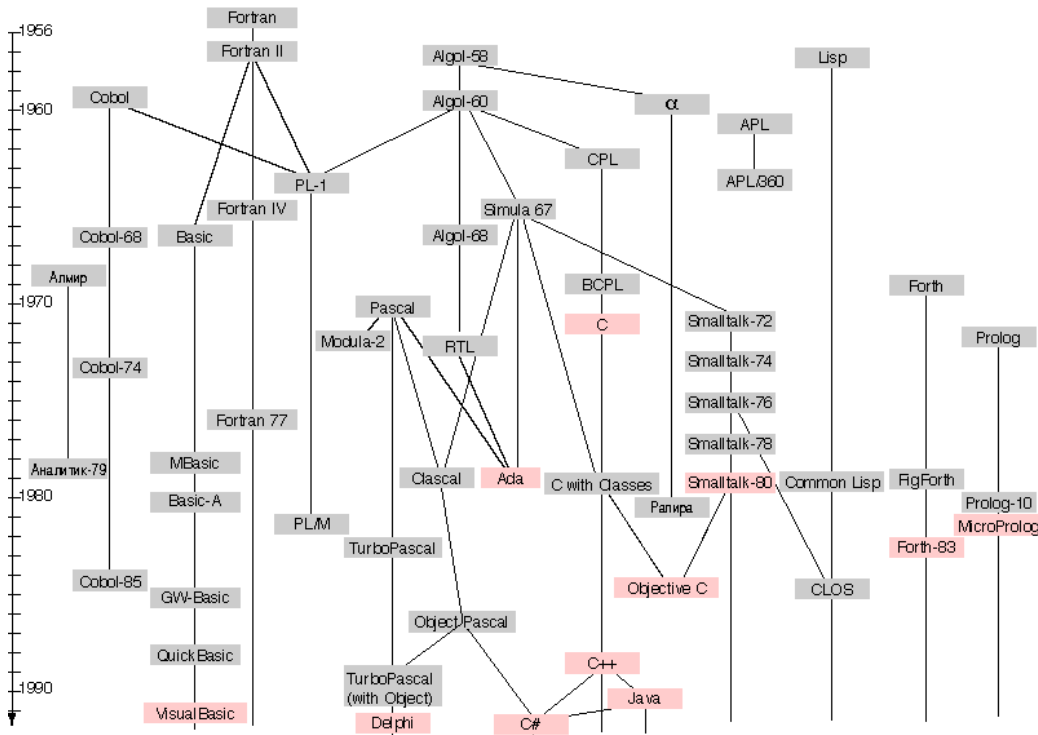 1956
Fortran
Fortran II
Algol-58
Lisp
Cobol
1960
Algol-60
α
APL
CPL
PL-1
APL/360
Fortran IV
Simula 67
Cobol-68
Basic
Algol-68
Алмир
1970
Pascal
BCPL
Forth
C
Smalltalk-72
Modula-2
RTL
Prolog
Cobol-74
Smalltalk-74
Smalltalk-76
Fortran 77
Smalltalk-78
Аналитик-79
MBasic
1980
Clascal
Ada
C with Classes
Smalltalk-80
Common Lisp
FigForth
Basic-A
Рапира
Prolog-10
PL/M
MicroProlog
TurboPascal
Forth-83
Cobol-85
GW-Basic
Objective C
CLOS
Object Pascal
QuickBasic
C++
1990
TurboPascal
(with Object)
Java
VisualBasic
Delphi
C#